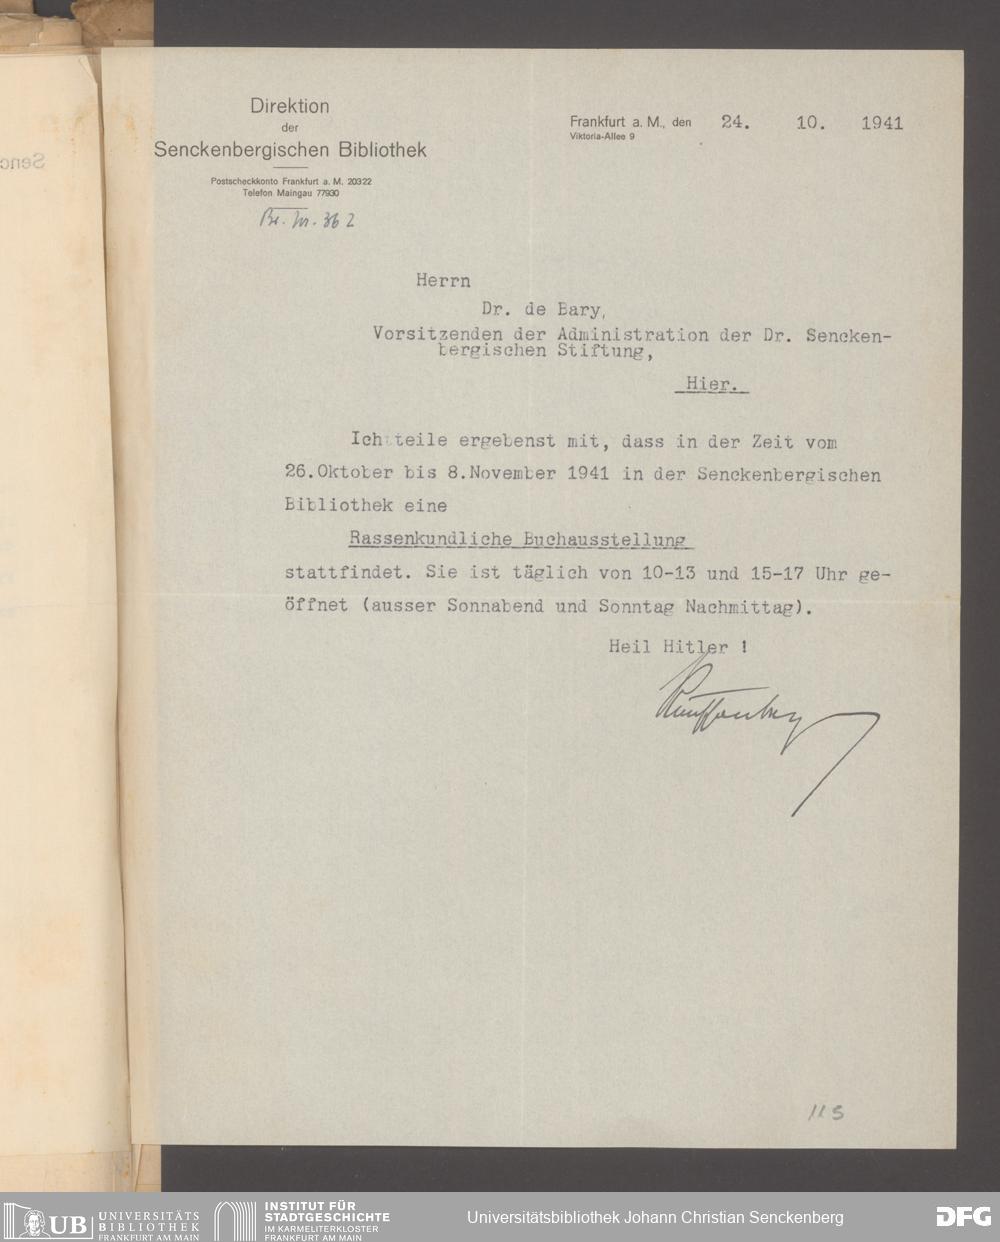 Direktion
der
Senckenbergischen Bibliothek
Postscheckkonto Frankfurt a. M. 20322
Telefon Maingau 77930
Br. Nr. 362
Frankfurt a. M., den 24. 10. 1941
Viktoria-Allee 9
Herrn
Dr. de Bary,
Vorsitzenden der Administration der Dr. Sencken-
bergischen Stiftung,
Hier.
Ich teile ergebenst mit, dass in der Zeit vom
26.Oktober bis 8.November 1941 in der Senckenbergischen
Bibliothek eine
Rassenkundliche Buchausstellung
stattfindet. Sie ist täglich von 10-13 und 15-17 Uhr ge-
öffnet (ausser Sonnabend und Sonntag Nachmittag).
Heil Hitler !
115
UB UNIVERSITÄTS
BIBLIOTHEK
FRANKFURT AM MAIN
INSTITUT FÜR
STADTGESCHICHTE
IM KARMELITERKLOSTER
FRANKFURT AM MAIN
Universitätsbibliothek Johann Christian Senckenberg
DFG